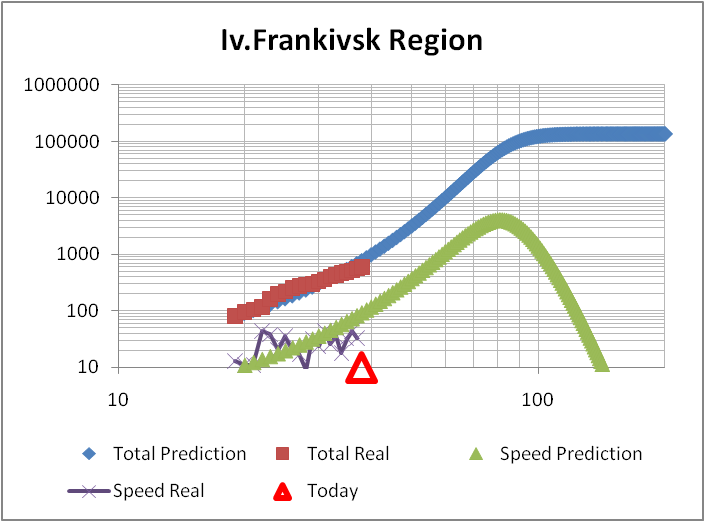 Iv.Frankivsk Region
1000000
100000
10000
1000
100
10
10 100
Total Prediction Total Real Speed Prediction
Speed Real Today